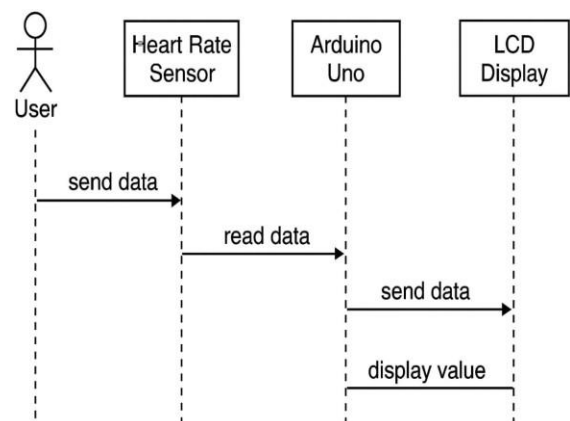 User
Heart Rate
Sensor
Arduino
Uno
LCD
Display
send data
read data
send data
display value